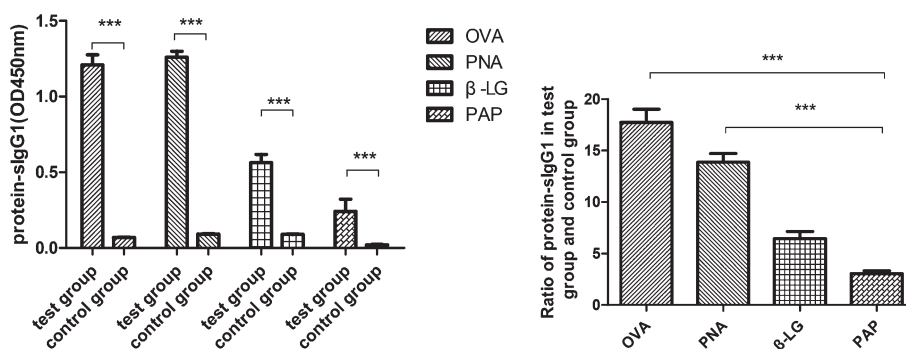 protein-sIgG1(OD450nm)
1.5
1.0
0.5
0.0
***
***
***
***
test group
control group
test group
control group
test group
control group
test group
control group
OVA
PNA
β -LG
PAP
Ratio of protein-sIgG1 in test
group and control group
20
15
10
5
0
***
***
OVA
PNA
β-LG
PAP